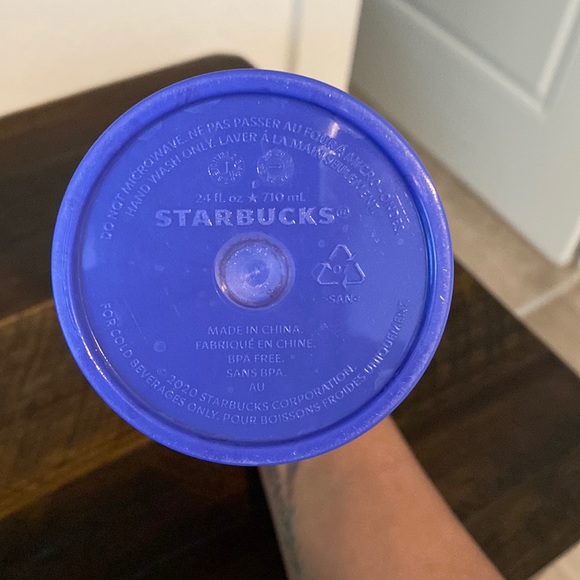 DO NOT MICROWAVE. NE PAS PASSER AU FOUR À MICRO-ONDES.
HAND WASH ONLY. LAVER À LA MAIN SEULEMENT.
24 fl. oz ★ 710 mL
STARBUCKS®
>SAN<
MADE IN CHINA.
FABRIQUÉ EN CHINE.
BPA FREE.
SANS BPA.
AU
© 2020 STARBUCKS CORPORATION.
FOR COLD BEVERAGES ONLY. POUR BOISSONS FROIDES UNIQUEMENT.